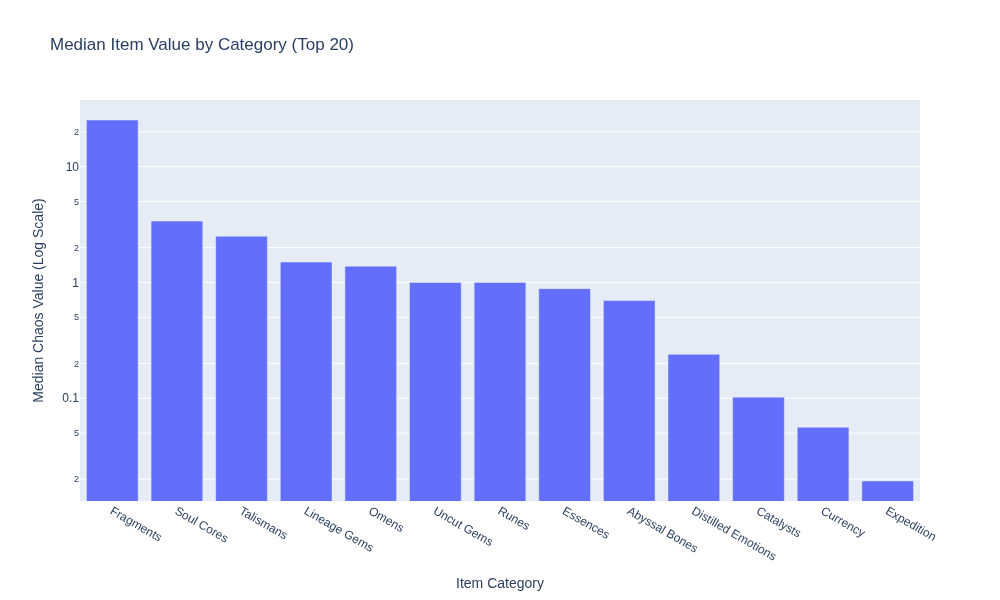 Median Item Value by Category (Top 20)
Median Chaos Value (Log Scale)
2
10
5
2
1
5
2
0.1
5
2
Fragments
Soul Cores
Talismans
Lineage Gems
Omens
Uncut Gems
Runes
Essences
Abyssal Bones
Distilled Emotions
Catalysts
Currency
Expedition
Item Category